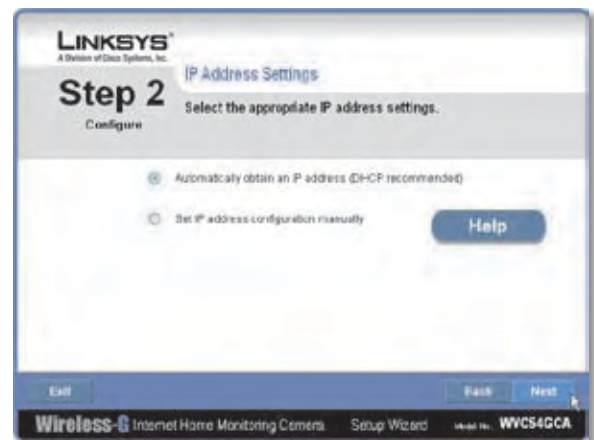 LINKSYS®
A Division of Cisco Systems, Inc.
Step 2
Configure
IP Address Settings
Select the appropriate IP address settings.
Automatically obtain an IP address (DHCP recommended)
Set IP address configuration manually
Help
Exit
Back
Next
Wireless-G Internet Home Monitoring Camera
Setup Wizard
Model No. WVC54GCA